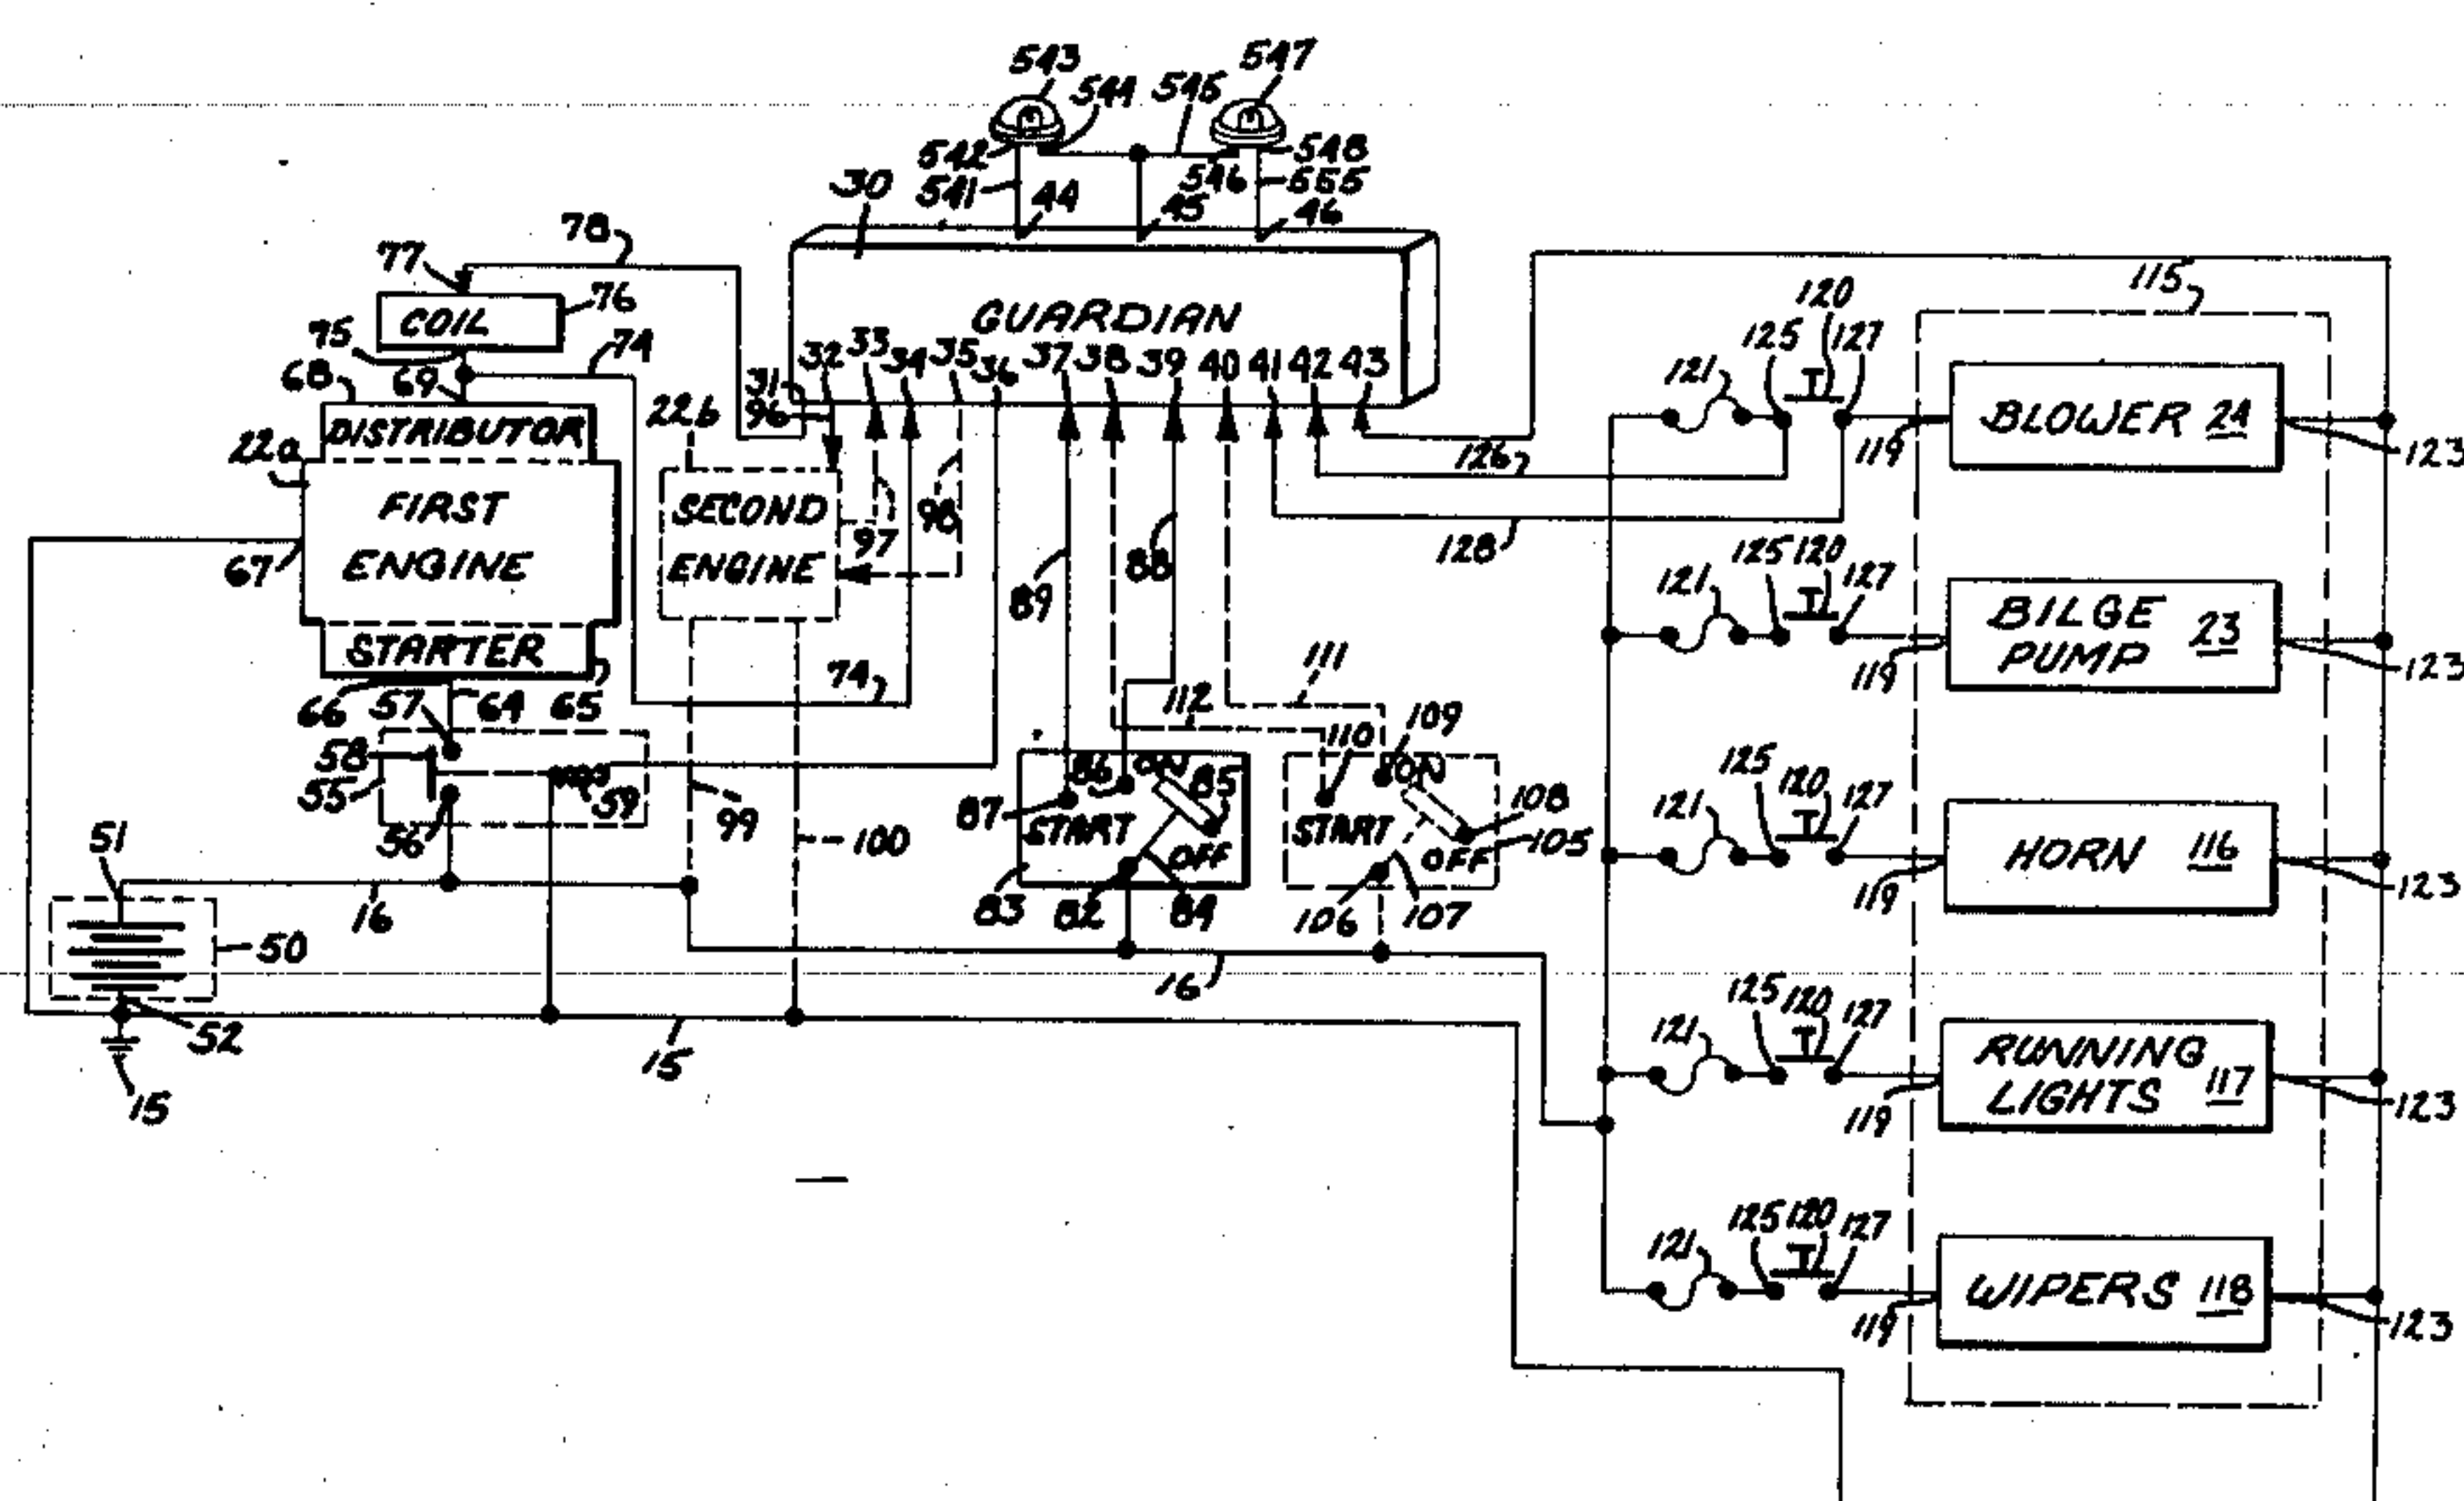 543 544 545 547
542 541 44 45 546 548 555 46
30
78
77
COIL 76
75 74
68 69
DISTRIBUTOR
22a
FIRST
ENGINE
67
STARTER
66 57 64 65
58
55 59
56
51
16
50
52
15
15
GUARDIAN
31 32 33 34 35 36 37 38 39 40 41 42 43
96
22b
SECOND
ENGINE
97 98
74
99 100
89 88
112 111
87 86 ON 85
START
OFF
83 82 84
110 109
ON
START 108
OFF 105
106 107
16
115
121 125 120 127
119 BLOWER 24 123
126
128
121 125 120 127
119 BILGE
PUMP 23 123
121 125 120 127
119 HORN 116 123
121 125 120 127
119 RUNNING
LIGHTS 117 123
121 125 120 127
119 WIPERS 118 123